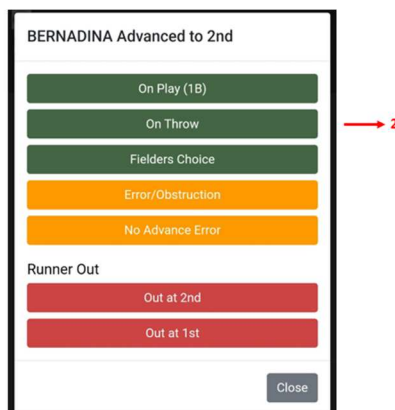 BERNADINA Advanced to 2nd
On Play (1B)
On Throw
2
Fielders Choice
Error/Obstruction
No Advance Error
Runner Out
Out at 2nd
Out at 1st
Close